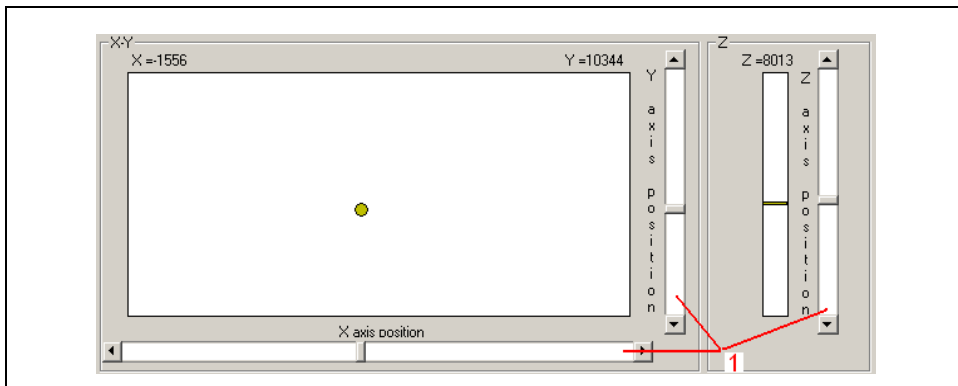 X-Y
X =-1556
Y =10344
Y axis position
Z
Z =8013
Z axis position
X axis position
1